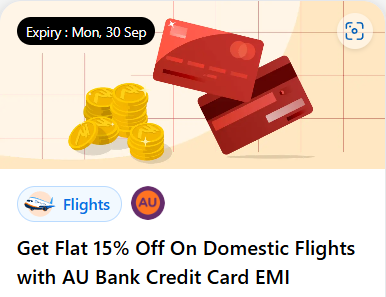 Expiry : Mon, 30 Sep
Flights
AU
Get Flat 15% Off On Domestic Flights
with AU Bank Credit Card EMI